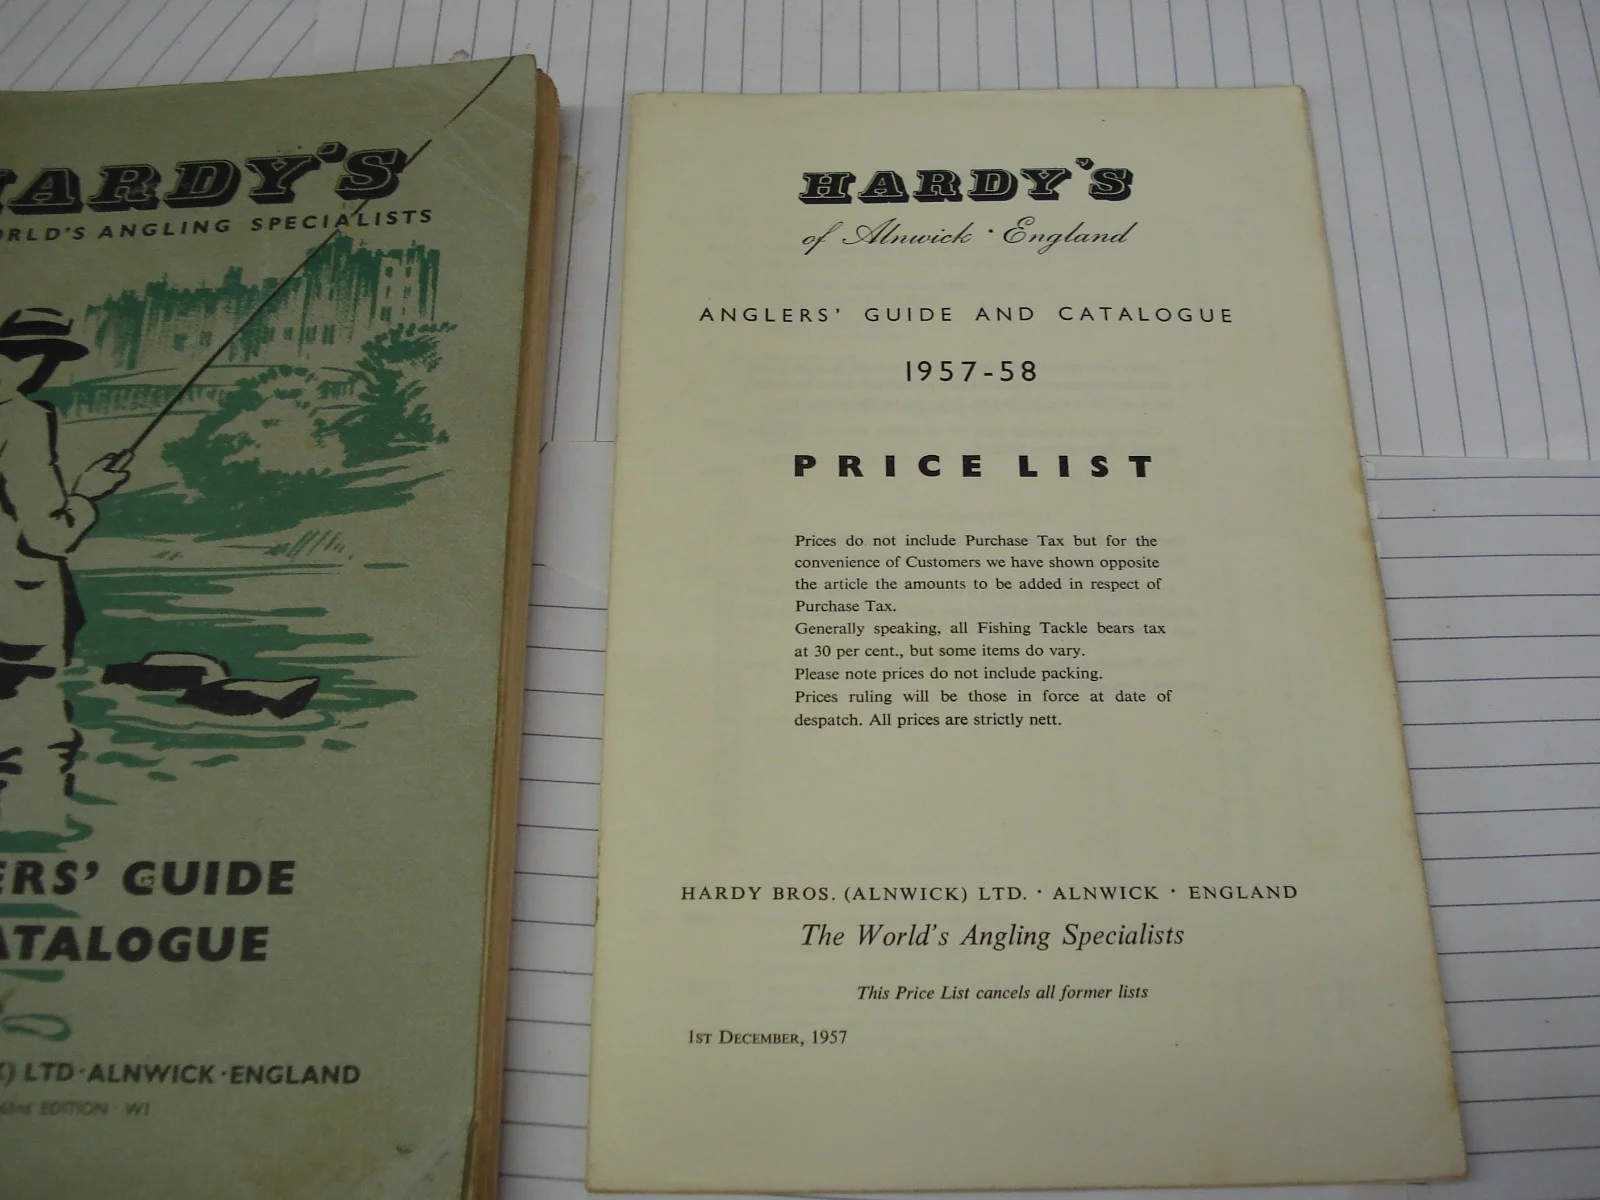 HARDY'S
WORLD'S ANGLING SPECIALISTS
ERS' GUIDE
ATALOGUE
LTD · ALNWICK · ENGLAND
63rd EDITION · W1
HARDY'S
of Alnwick · England
ANGLERS' GUIDE AND CATALOGUE
1957-58
PRICE LIST
Prices do not include Purchase Tax but for the
convenience of Customers we have shown opposite
the article the amounts to be added in respect of
Purchase Tax.
Generally speaking, all Fishing Tackle bears tax
at 30 per cent., but some items do vary.
Please note prices do not include packing.
Prices ruling will be those in force at date of
despatch. All prices are strictly nett.
HARDY BROS. (ALNWICK) LTD. · ALNWICK · ENGLAND
The World's Angling Specialists
This Price List cancels all former lists
1ST DECEMBER, 1957